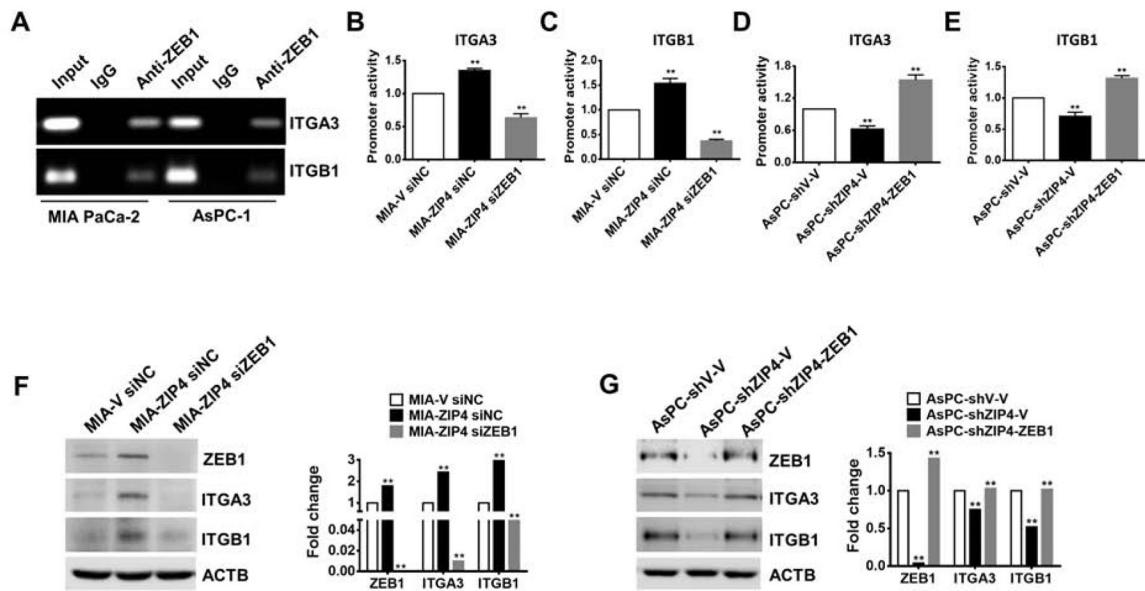 A
Input
IgG
Anti-ZEB1
Input
IgG
Anti-ZEB1
ITGA3
ITGB1
MIA PaCa-2
AsPC-1
B
ITGA3
Promoter activity
1.5
1.0
0.5
0.0
**
**
MIA-V siNC
MIA-ZIP4 siNC
MIA-ZIP4 siZEB1
C
ITGB1
Promoter activity
2.0
1.5
1.0
0.5
0.0
**
**
MIA-V siNC
MIA-ZIP4 siNC
MIA-ZIP4 siZEB1
D
ITGA3
Promoter activity
1.8
1.2
0.6
0.0
**
**
AsPC-shV-V
AsPC-shZIP4-V
AsPC-shZIP4-ZEB1
E
ITGB1
Promoter activity
1.5
1.0
0.5
0.0
**
**
AsPC-shV-V
AsPC-shZIP4-V
AsPC-shZIP4-ZEB1
F
MIA-V siNC
MIA-ZIP4 siNC
MIA-ZIP4 siZEB1
ZEB1
ITGA3
ITGB1
ACTB
MIA-V siNC
MIA-ZIP4 siNC
MIA-ZIP4 siZEB1
Fold change
3
2
1
0.04
0.02
0.00
**
**
**
**
**
**
ZEB1 ITGA3 ITGB1
G
AsPC-shV-V
AsPC-shZIP4-V
AsPC-shZIP4-ZEB1
ZEB1
ITGA3
ITGB1
ACTB
AsPC-shV-V
AsPC-shZIP4-V
AsPC-shZIP4-ZEB1
Fold change
1.5
1.0
0.5
0.0
**
**
**
**
**
**
ZEB1 ITGA3 ITGB1